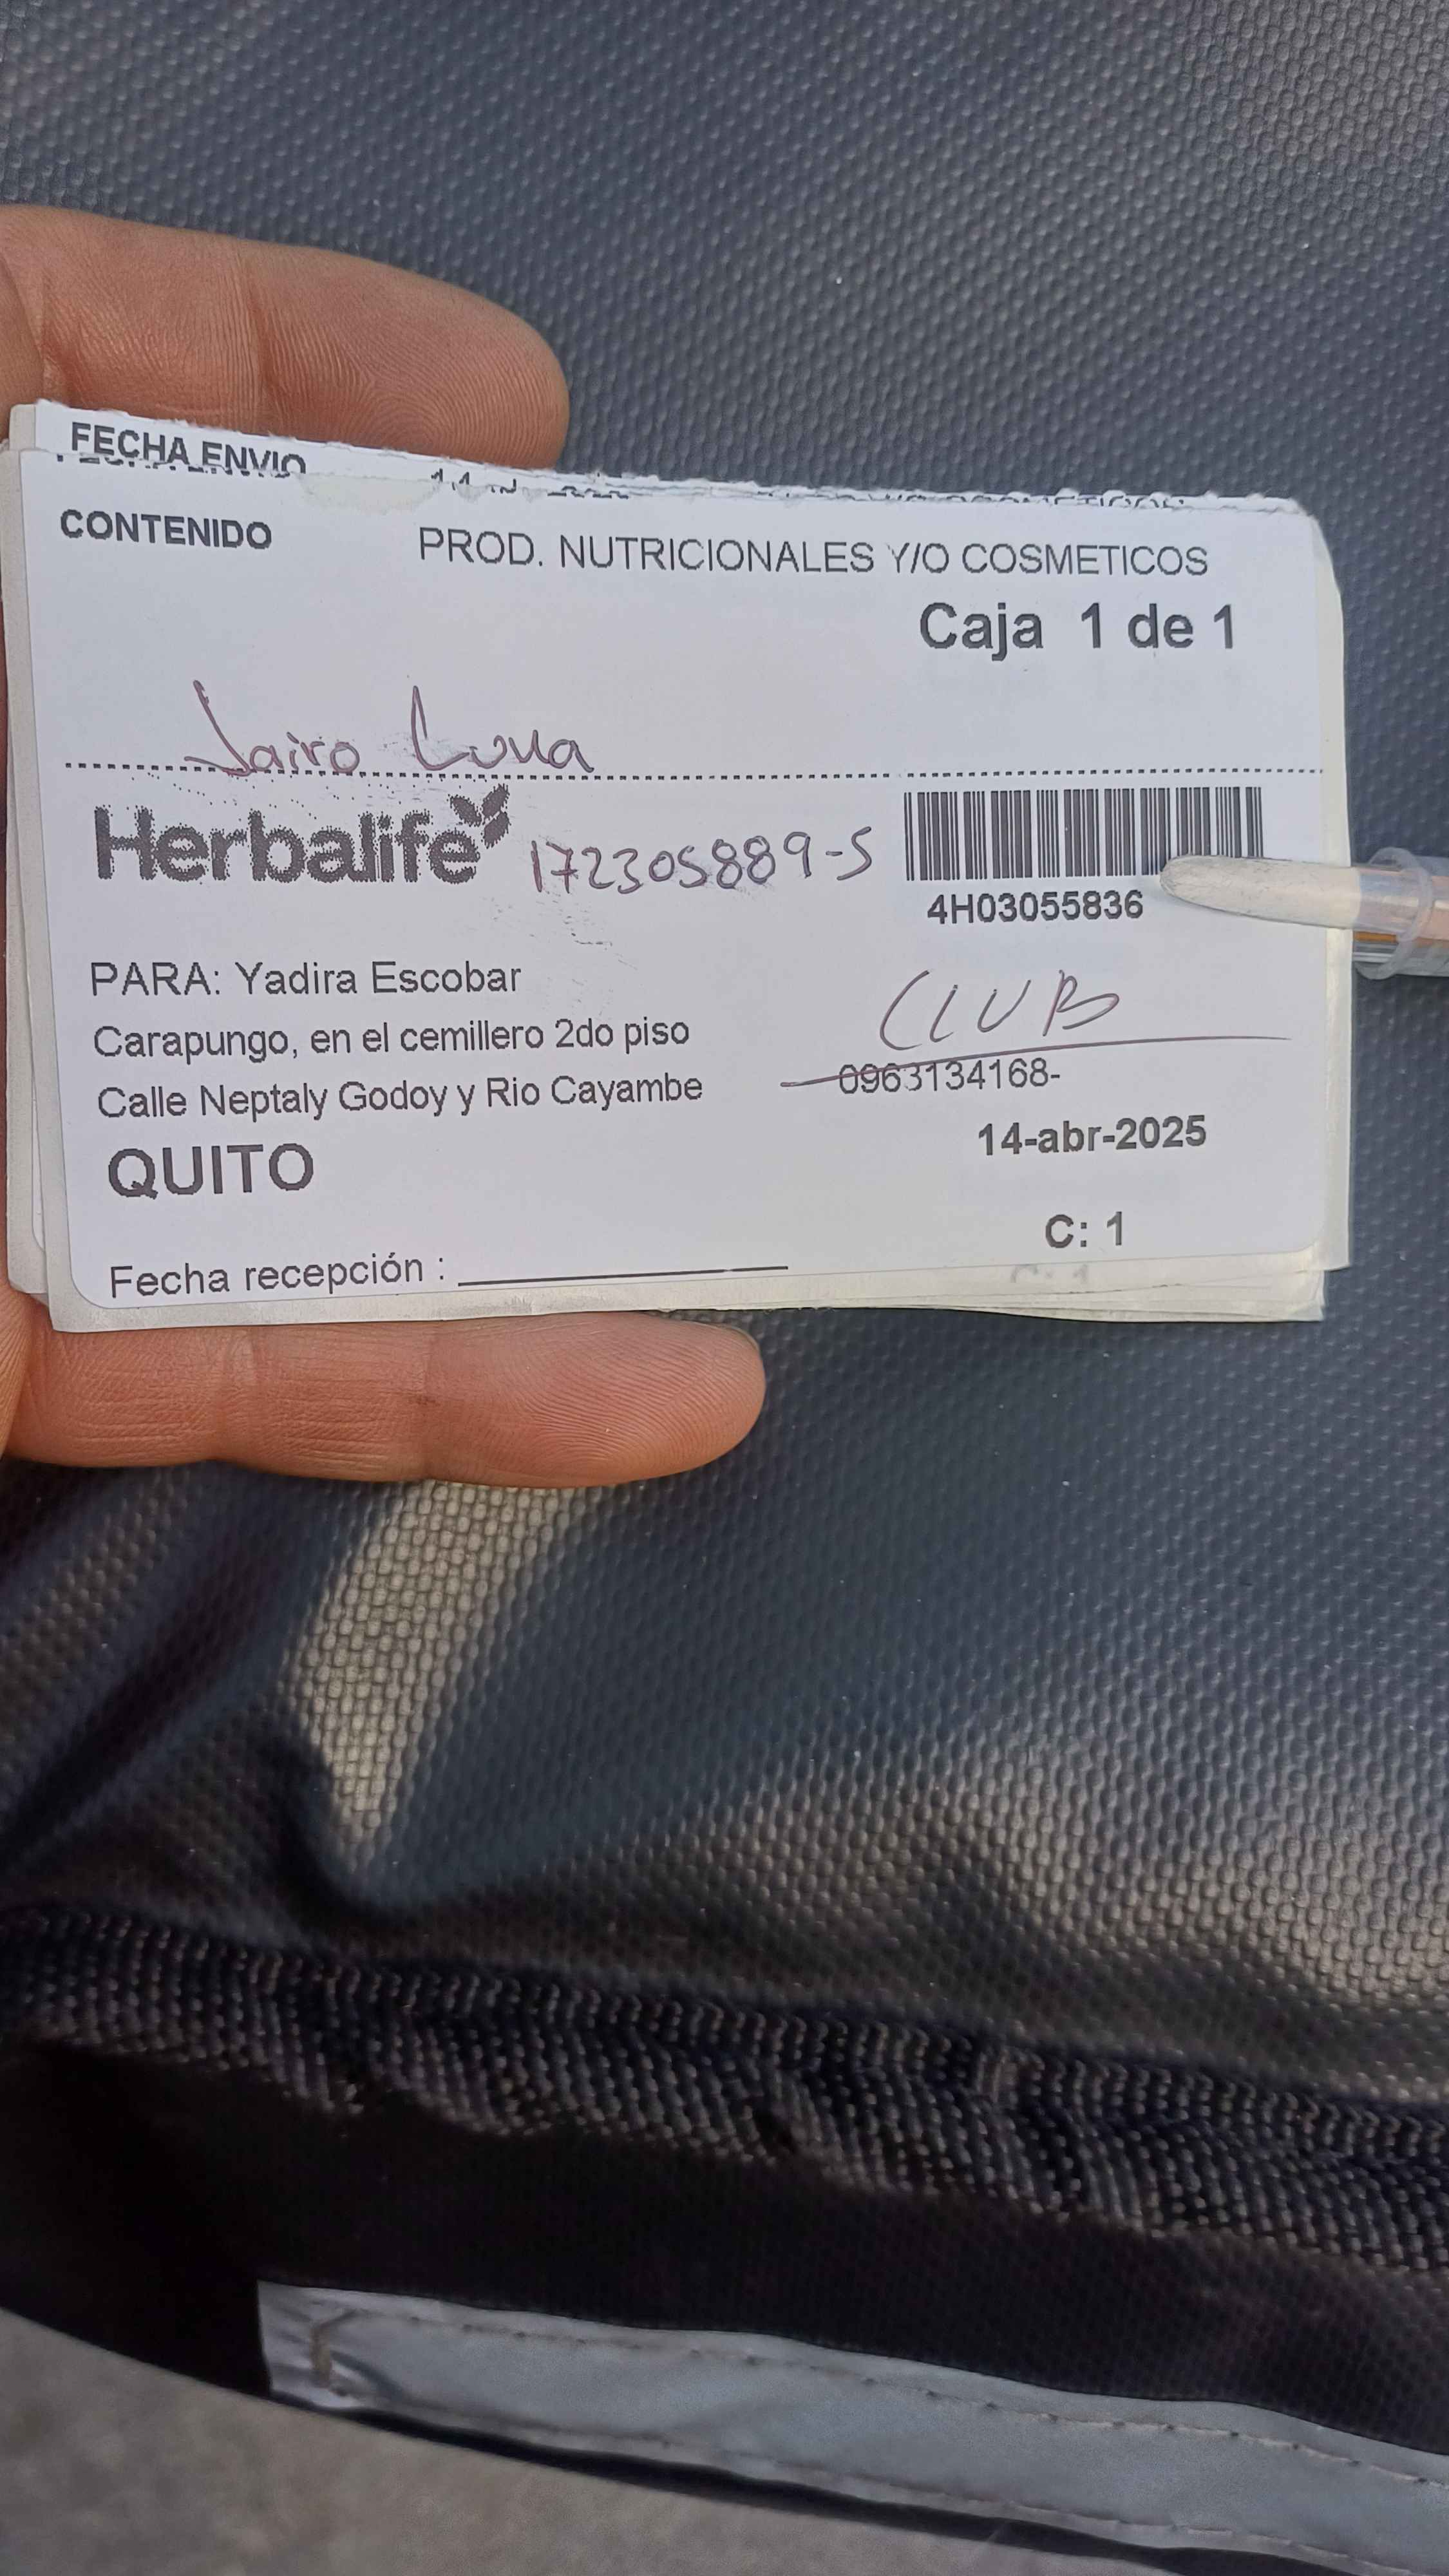 FECHA ENVIO
CONTENIDO PROD. NUTRICIONALES Y/O COSMETICOS
Caja 1 de 1
Jairo Luna
Herbalife 172305889-5
4H03055836
PARA: Yadira Escobar
CLUB
Carapungo, en el cemillero 2do piso
0963134168-
Calle Neptaly Godoy y Rio Cayambe
14-abr-2025
QUITO
C: 1
Fecha recepción :